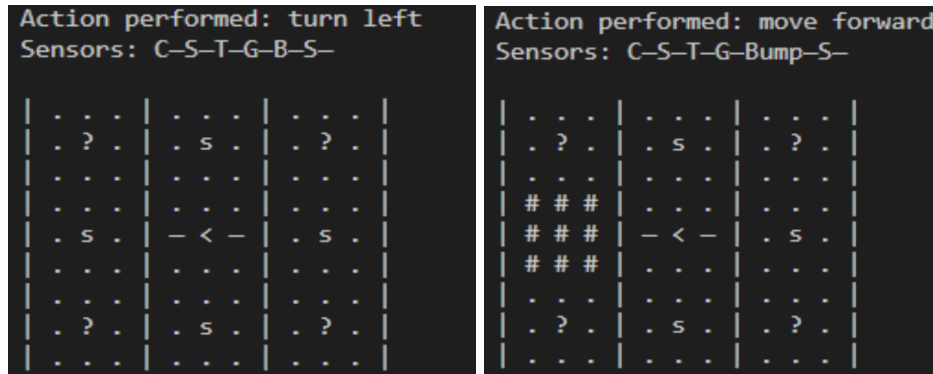 Action performed: turn left
Sensors: C—S—T—G—B—S—
| . . . | . . . | . . . |
| . ? . | . s . | . ? . |
| . . . | . . . | . . . |
| . . . | . . . | . . . |
| . s . | — < — | . s . |
| . . . | . . . | . . . |
| . . . | . . . | . . . |
| . ? . | . s . | . ? . |
| . . . | . . . | . . . |
Action performed: move forward
Sensors: C—S—T—G—Bump—S—
| . . . | . . . | . . . |
| . ? . | . s . | . ? . |
| . . . | . . . | . . . |
| # # # | . . . | . . . |
| # # # | — < — | . s . |
| # # # | . . . | . . . |
| . . . | . . . | . . . |
| . ? . | . s . | . ? . |
| . . . | . . . | . . . |